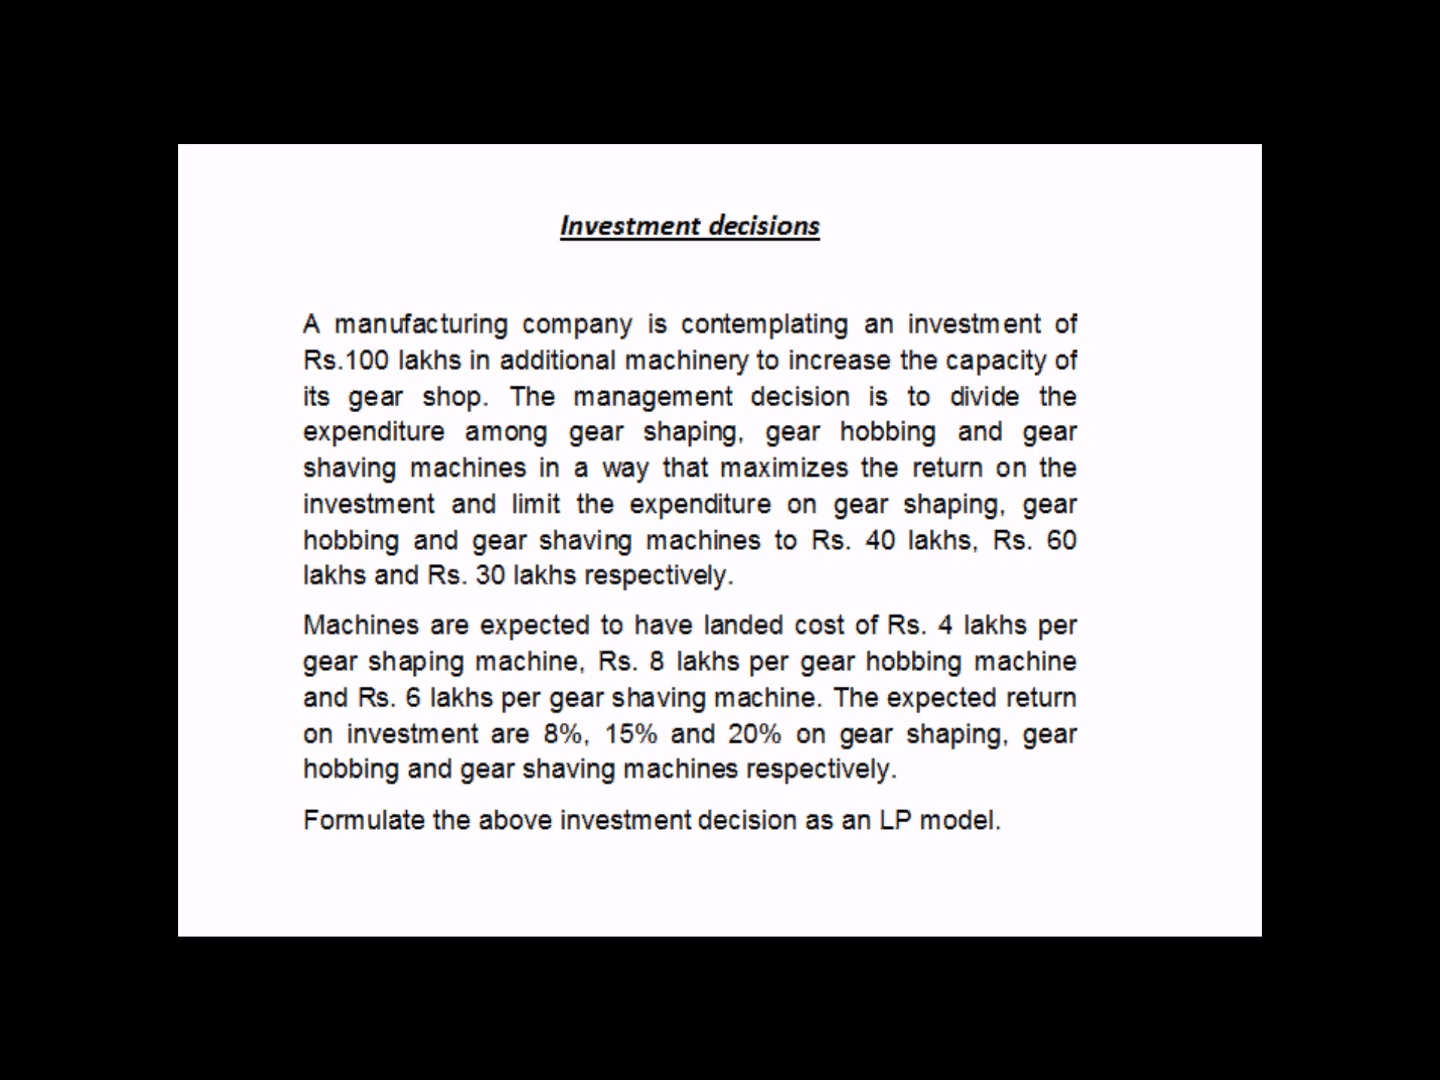 Investment decisions
A manufacturing company is contemplating an investment of
Rs.100 lakhs in additional machinery to increase the capacity of
its gear shop. The management decision is to divide the
expenditure among gear shaping, gear hobbing and gear
shaving machines in a way that maximizes the return on the
investment and limit the expenditure on gear shaping, gear
hobbing and gear shaving machines to Rs. 40 lakhs, Rs. 60
lakhs and Rs. 30 lakhs respectively.
Machines are expected to have landed cost of Rs. 4 lakhs per
gear shaping machine, Rs. 8 lakhs per gear hobbing machine
and Rs. 6 lakhs per gear shaving machine. The expected return
on investment are 8%, 15% and 20% on gear shaping, gear
hobbing and gear shaving machines respectively.
Formulate the above investment decision as an LP model.